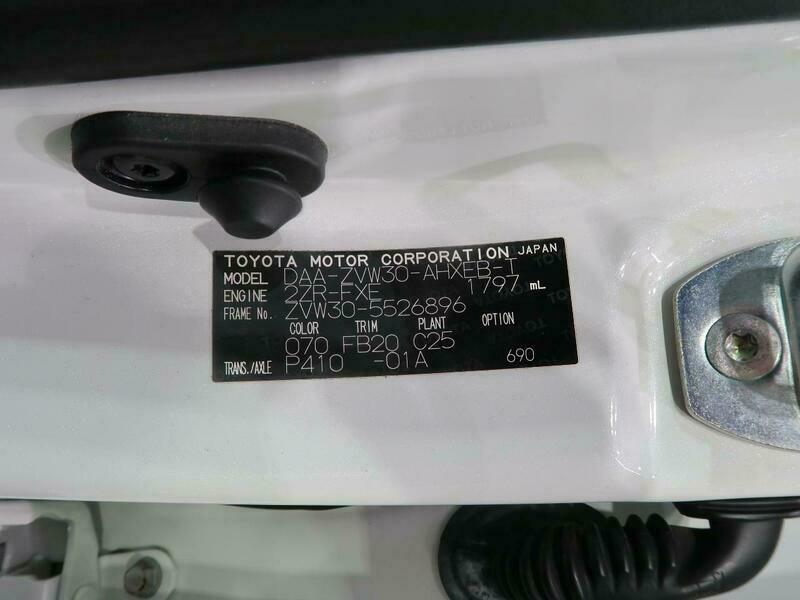 TOYOTA MOTOR CORPORATION JAPAN
MODEL DAA-ZVW30-AHXEB-T
ENGINE 2ZR-FXE 1797 mL
FRAME No. ZVW30-5526896
COLOR TRIM PLANT OPTION
070 FB20 C25
TRANS./AXLE P410 -01A 690